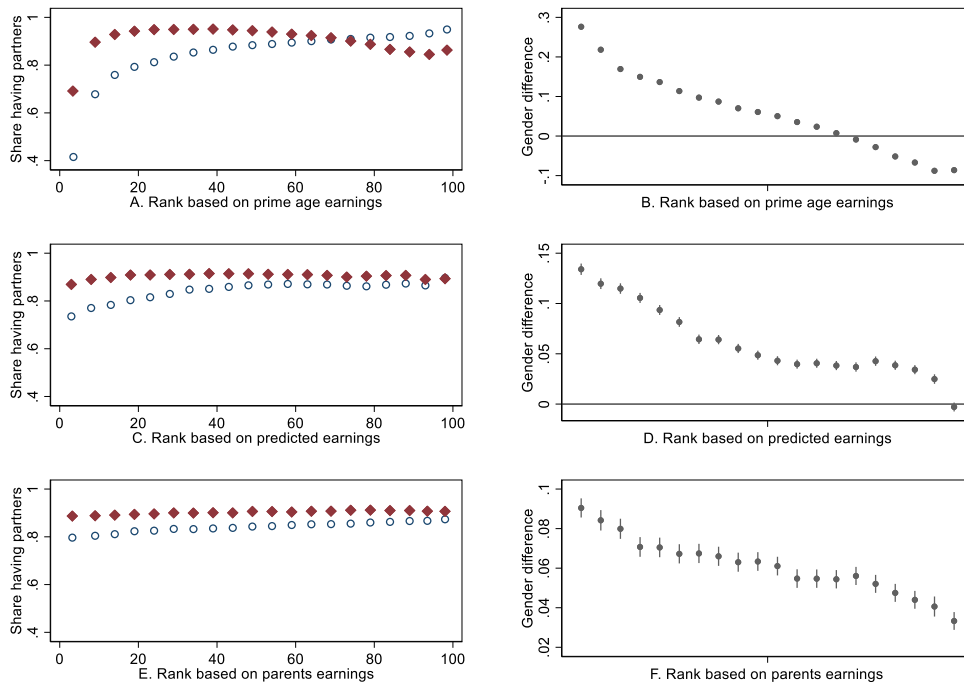 Share having partners
1
.8
.6
.4
0 20 40 60 80 100
A. Rank based on prime age earnings
Gender difference
.3
.2
.1
0
-.1
B. Rank based on prime age earnings
Share having partners
1
.8
.6
.4
0 20 40 60 80 100
C. Rank based on predicted earnings
Gender difference
.15
.1
.05
0
D. Rank based on predicted earnings
Share having partners
1
.8
.6
.4
0 20 40 60 80 100
E. Rank based on parents earnings
Gender difference
.1
.08
.06
.04
.02
F. Rank based on parents earnings